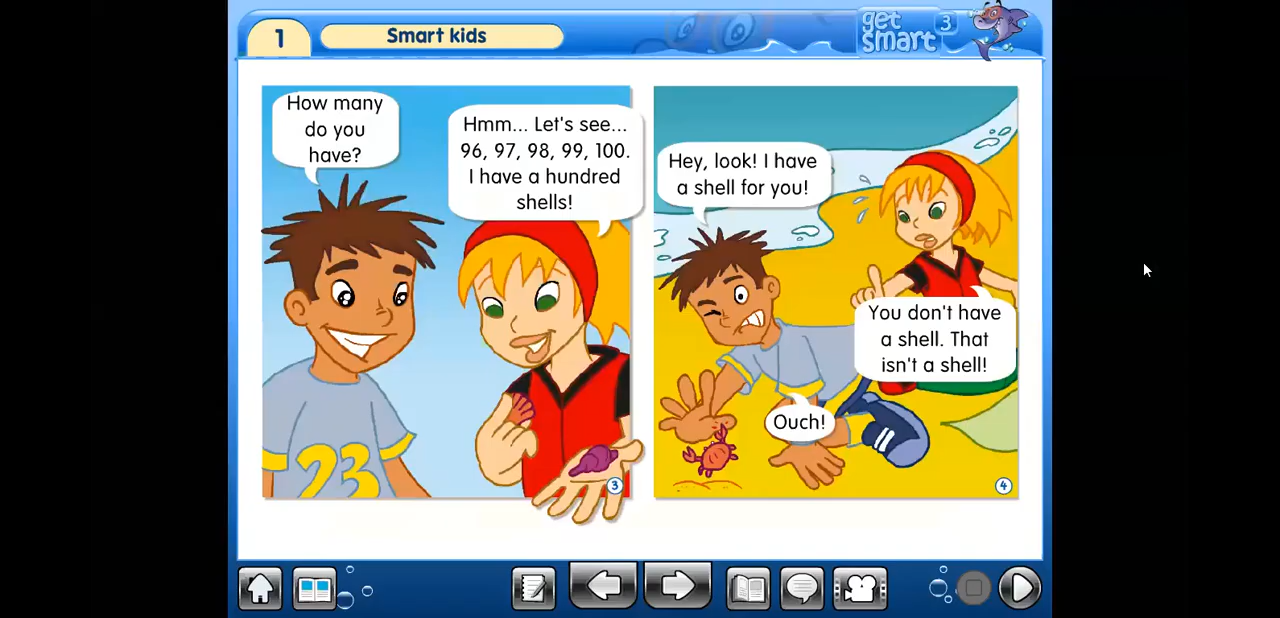 1
Smart kids
get
smart 3
How many
do you
have?
Hmm... Let's see...
96, 97, 98, 99, 100.
I have a hundred
shells!
23
3
Hey, look! I have
a shell for you!
You don't have
a shell. That
isn't a shell!
Ouch!
4